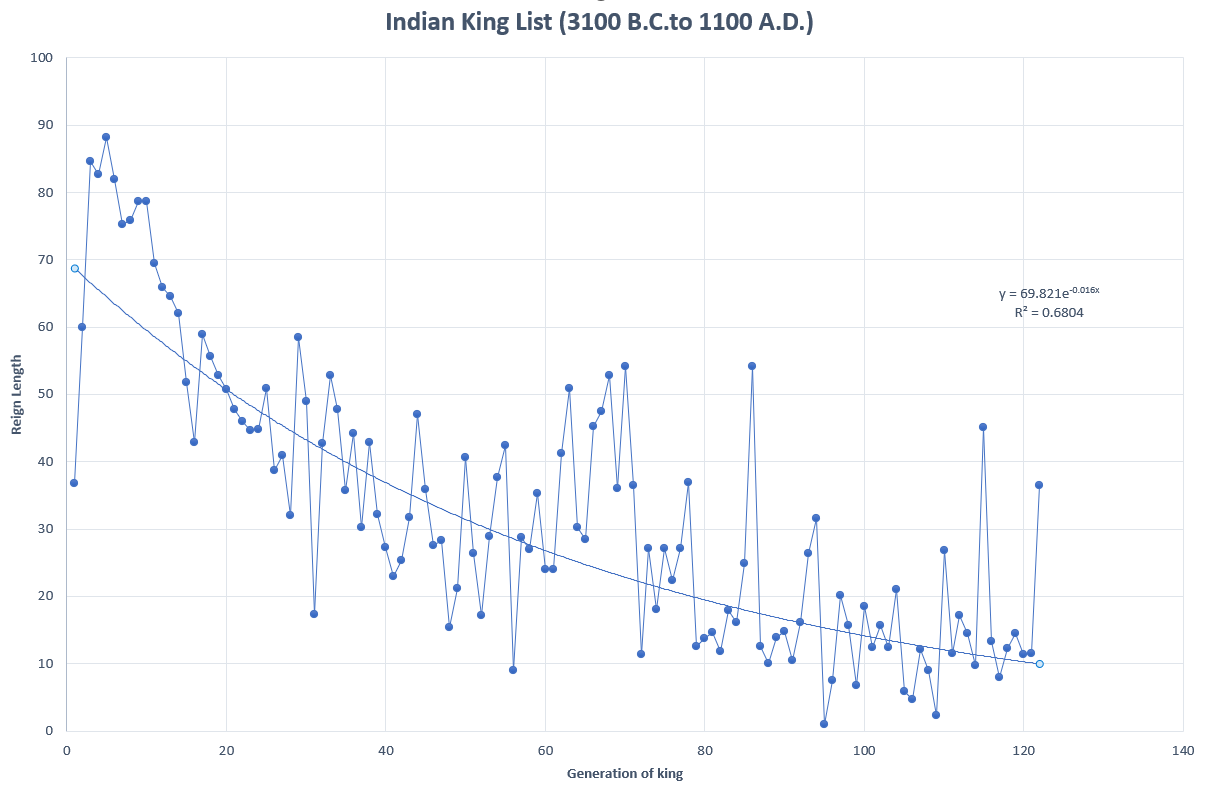 Indian King List (3100 B.C.to 1100 A.D.)
100
90
80
70
60
50
40
30
20
10
0
Reign Length
y = 69.821e^-0.016x
R² = 0.6804
0 20 40 60 80 100 120 140
Generation of king